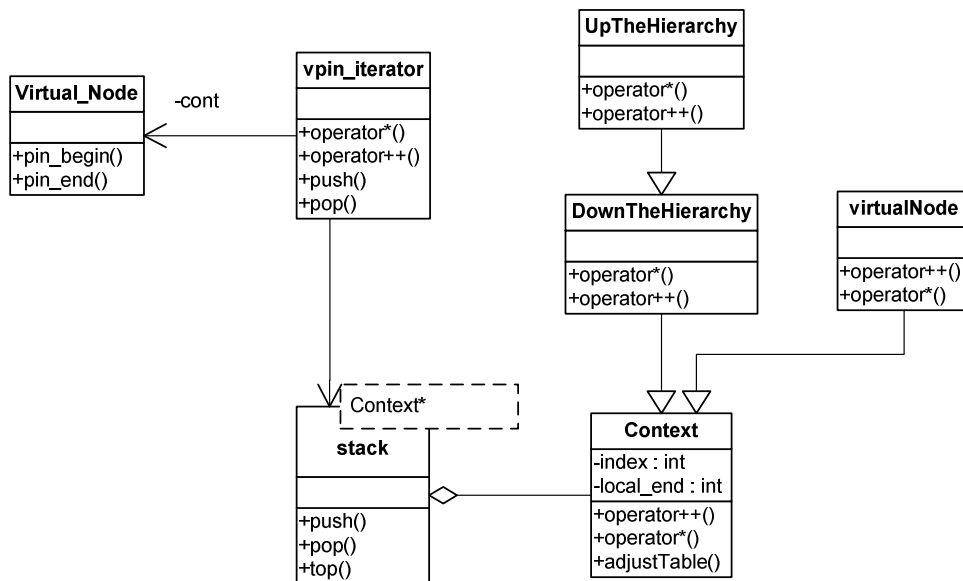 Virtual_Node
+pin_begin()
+pin_end()
-cont
vpin_iterator
+operator*()
+operator++()
+push()
+pop()
UpTheHierarchy
+operator*()
+operator++()
DownTheHierarchy
+operator*()
+operator++()
virtualNode
+operator++()
+operator*()
Context*
stack
+push()
+pop()
+top()
Context
-index : int
-local_end : int
+operator++()
+operator*()
+adjustTable()